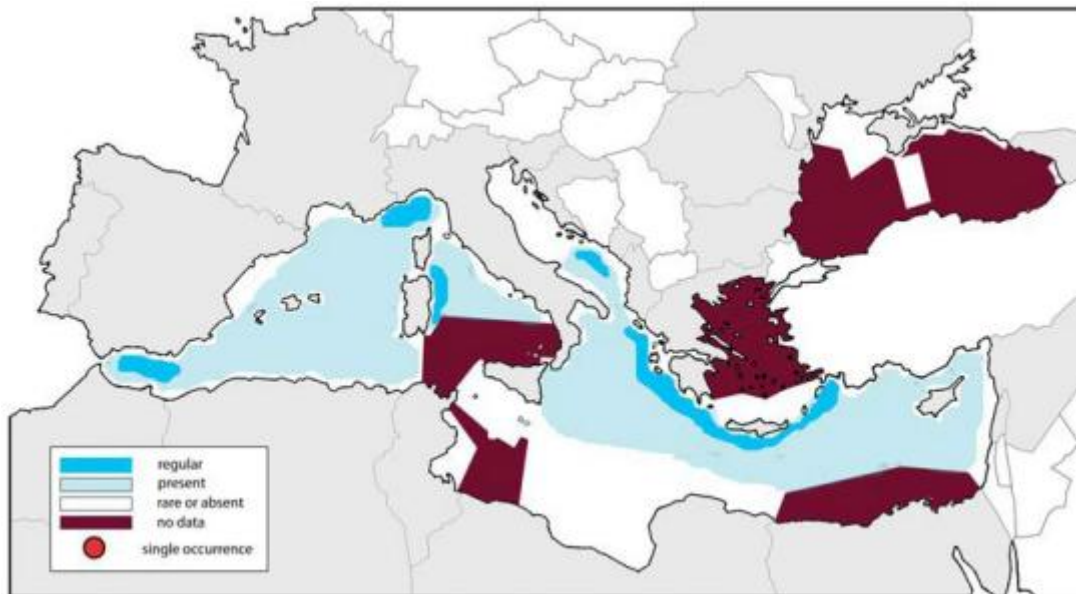 regular
present
rare or absent
no data
single occurrence